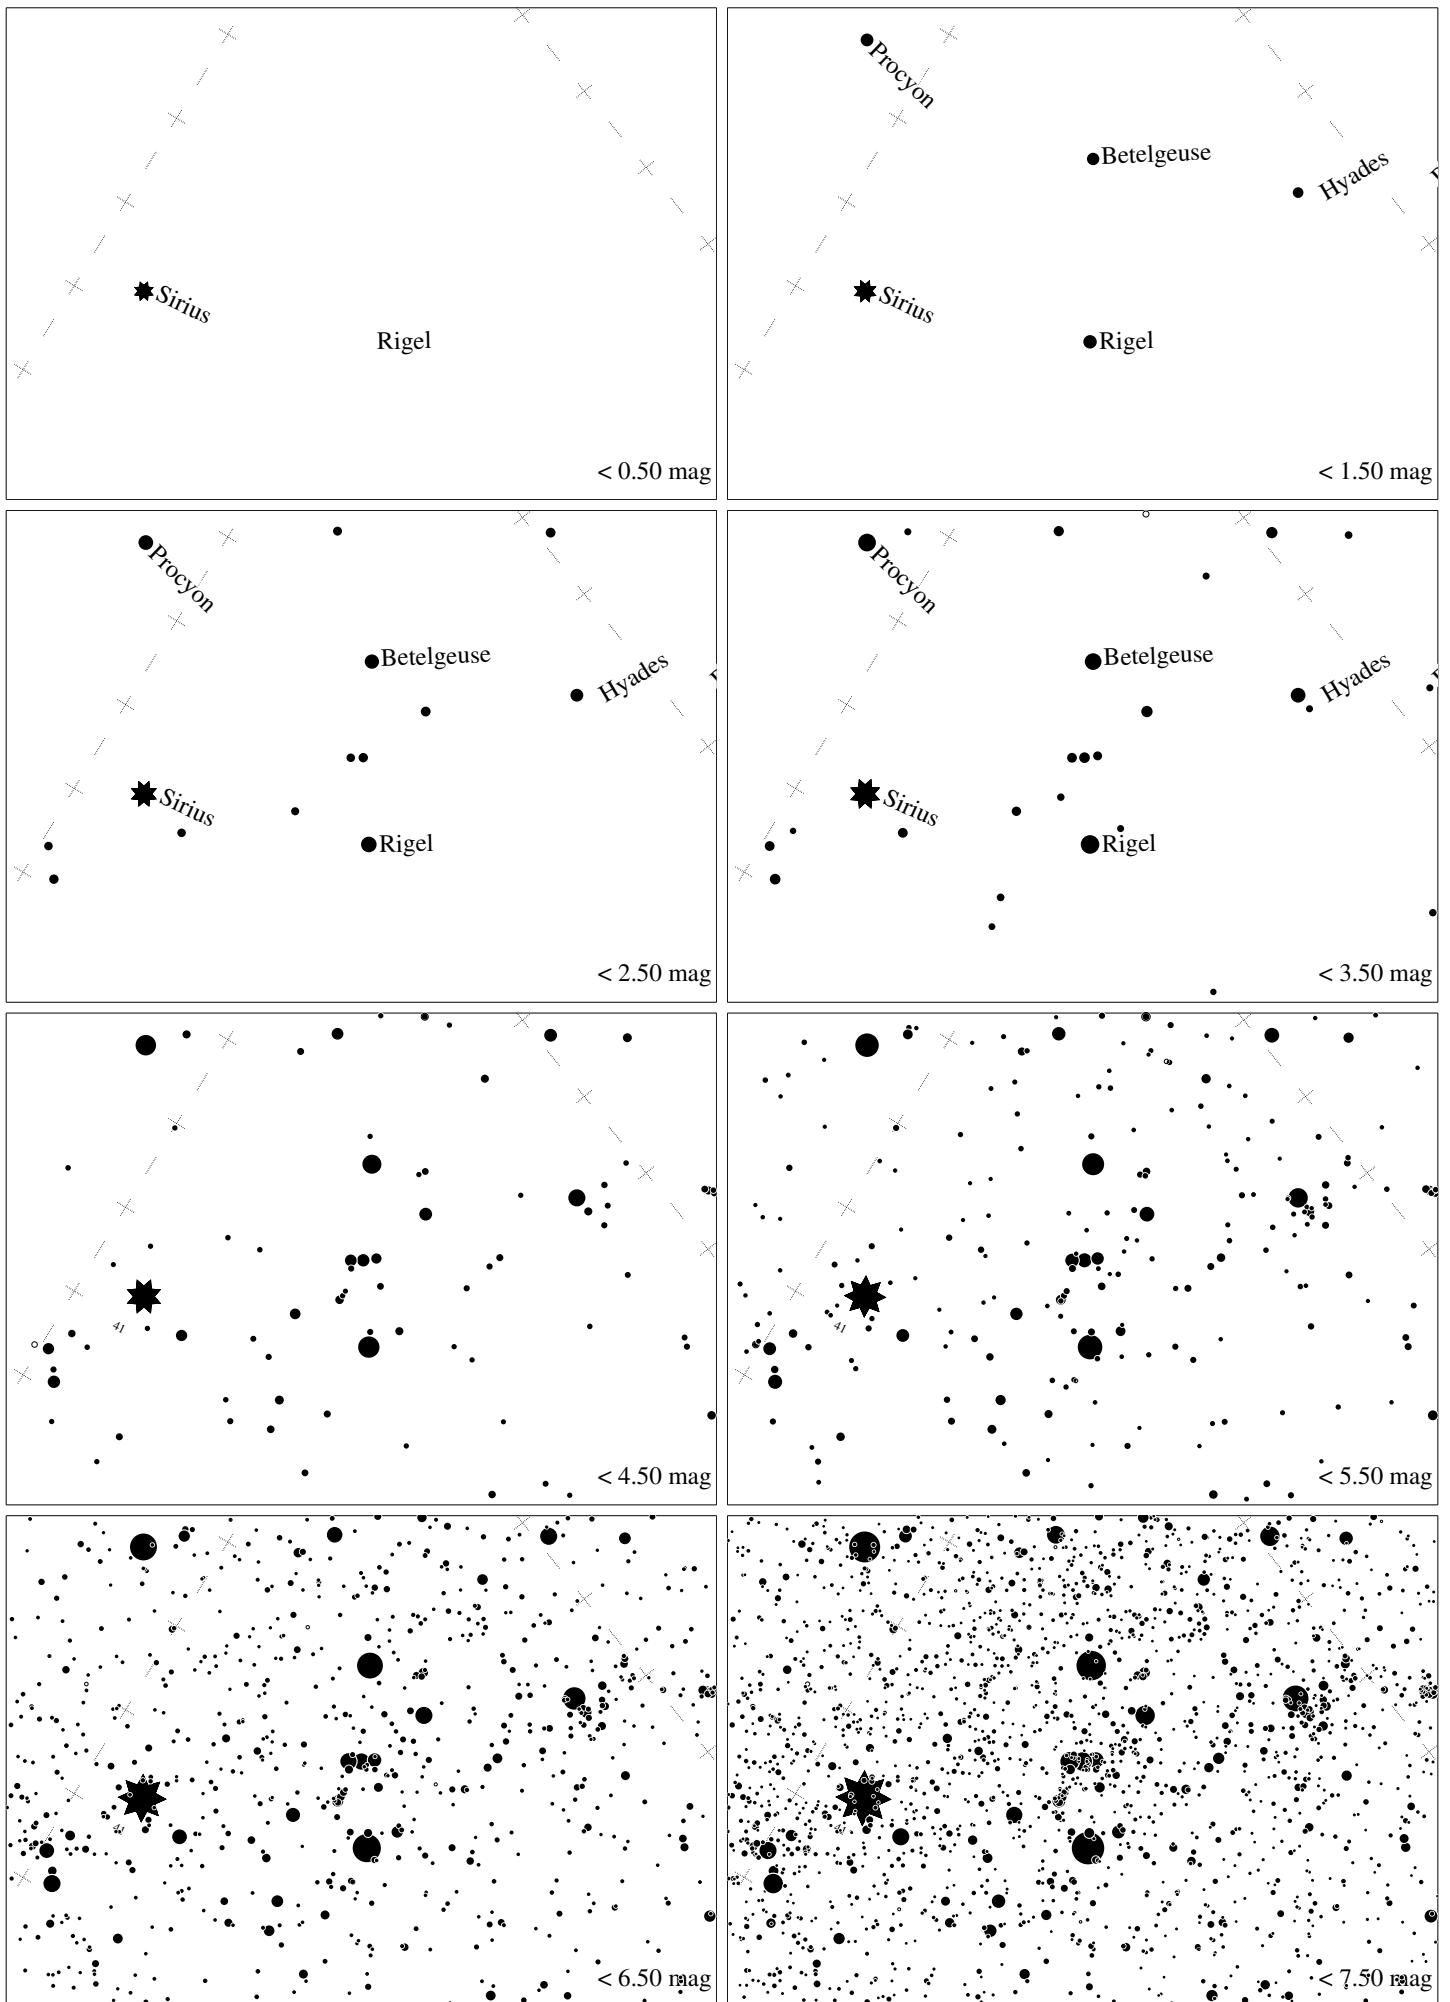 Sirius
Rigel
< 0.50 mag
Procyon
Betelgeuse
Hyades
Sirius
Rigel
< 1.50 mag
Procyon
Betelgeuse
Hyades
Sirius
Rigel
< 2.50 mag
Procyon
Betelgeuse
Hyades
Sirius
Rigel
< 3.50 mag
41
< 4.50 mag
41
< 5.50 mag
< 6.50 mag
< 7.50 mag